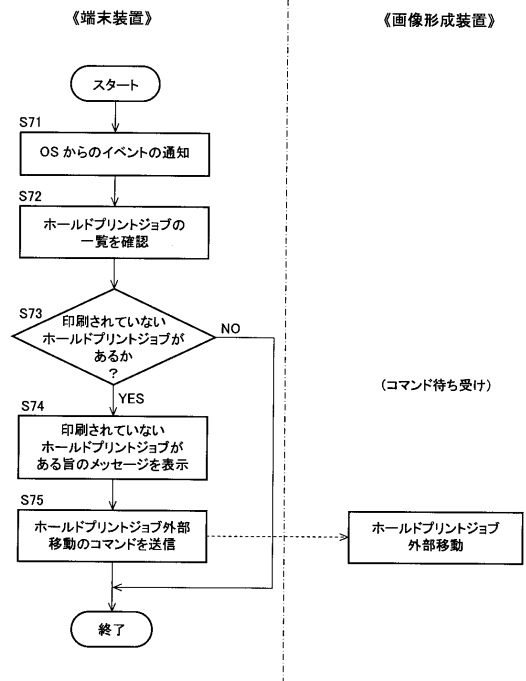 《端末装置》
《画像形成装置》
スタート
S71
OSからのイベントの通知
S72
ホールドプリントジョブの
一覧を確認
S73
印刷されていない
ホールドプリントジョブが
あるか
?
NO
YES
(コマンド待ち受け)
S74
印刷されていない
ホールドプリントジョブが
ある旨のメッセージを表示
S75
ホールドプリントジョブ外部
移動のコマンドを送信
ホールドプリントジョブ
外部移動
終了